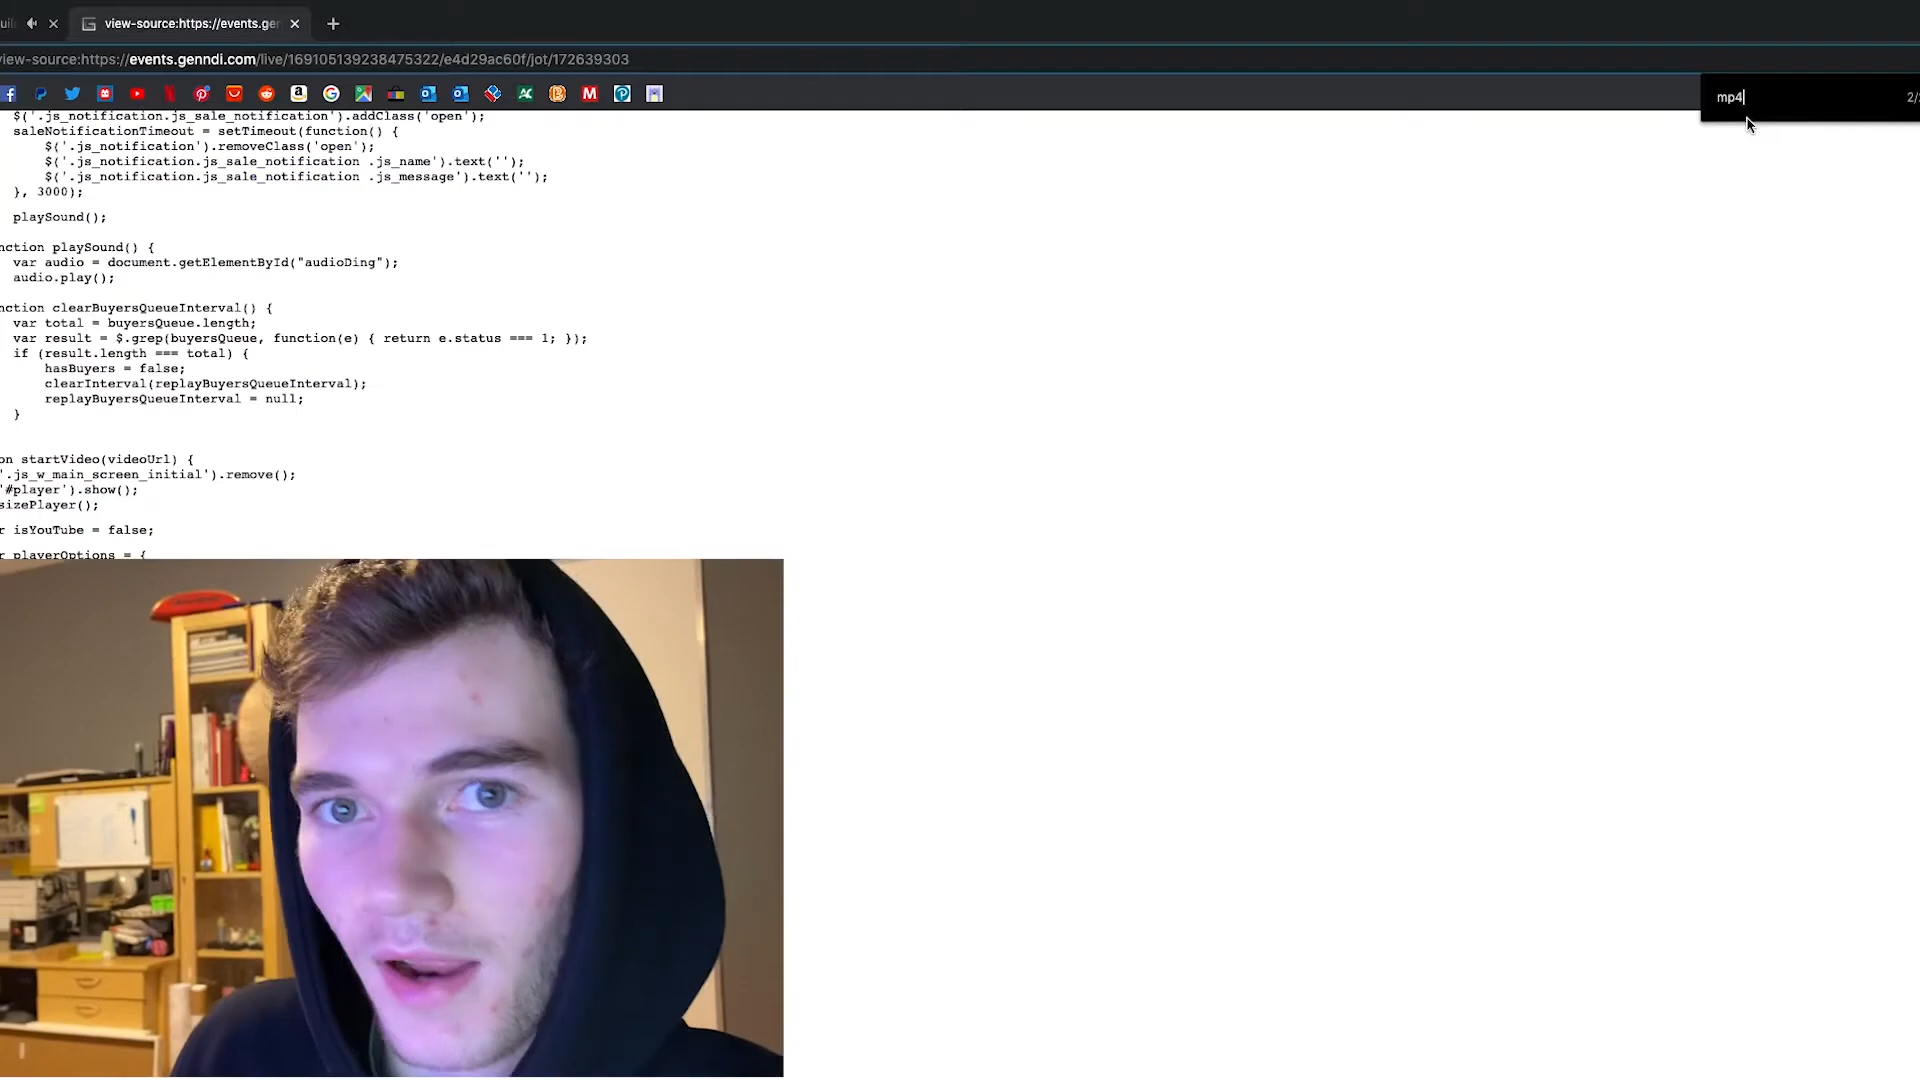 view-source:https://events.ge
view-source:https://events.genndi.com/live/169105139238475322/e4d29ac60f/jot/172639303
mp4
2/
$('.js_notification.js_sale_notification').addClass('open');
saleNotificationTimeout = setTimeout(function() {
$('.js_notification').removeClass('open');
$('.js_notification.js_sale_notification .js_name').text('');
$('.js_notification.js_sale_notification .js_message').text('');
}, 3000);
playSound();
nction playSound() {
var audio = document.getElementById("audioDing");
audio.play();
nction clearBuyersQueueInterval() {
var total = buyersQueue.length;
var result = $.grep(buyersQueue, function(e) { return e.status === 1; });
if (result.length === total) {
hasBuyers = false;
clearInterval(replayBuyersQueueInterval);
replayBuyersQueueInterval = null;
}
on startVideo(videoUrl) {
'.js_w_main_screen_initial').remove();
'#player').show();
sizePlayer();
r isYouTube = false;
r playerOptions = {